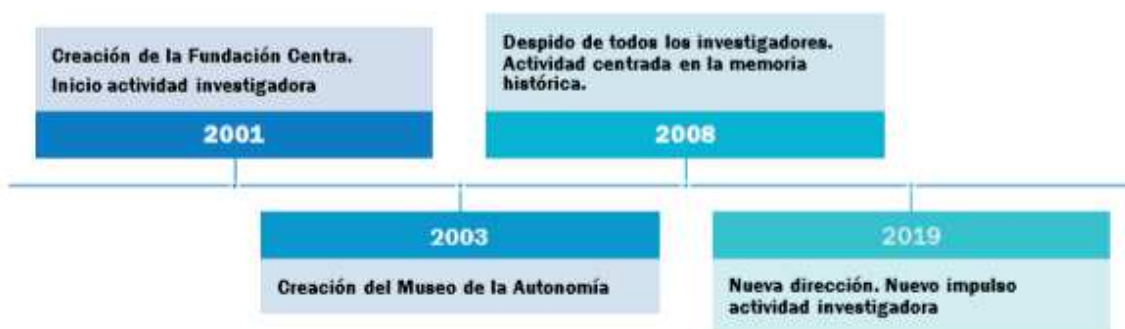 Creación de la Fundación Centra.
Inicio actividad investigadora
2001
Despido de todos los investigadores.
Actividad centrada en la memoria
histórica.
2008
2003
Creación del Museo de la Autonomía
2019
Nueva dirección. Nuevo impulso
actividad investigadora